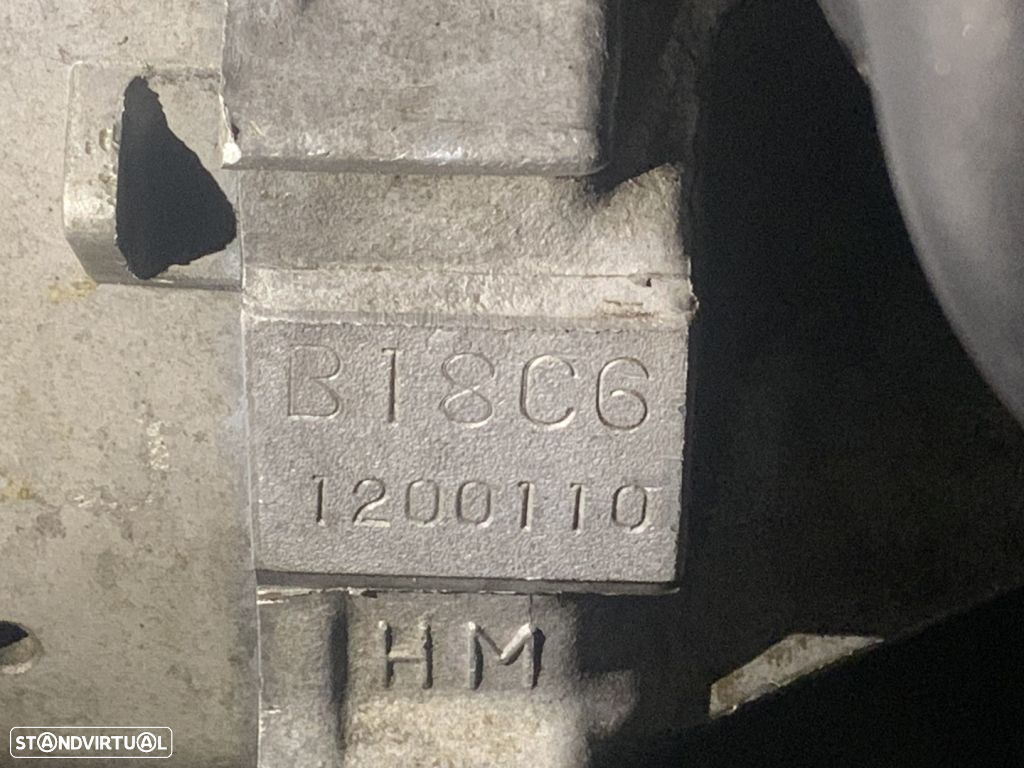 B18C6
1200110
HM
STANDVIRTUAL